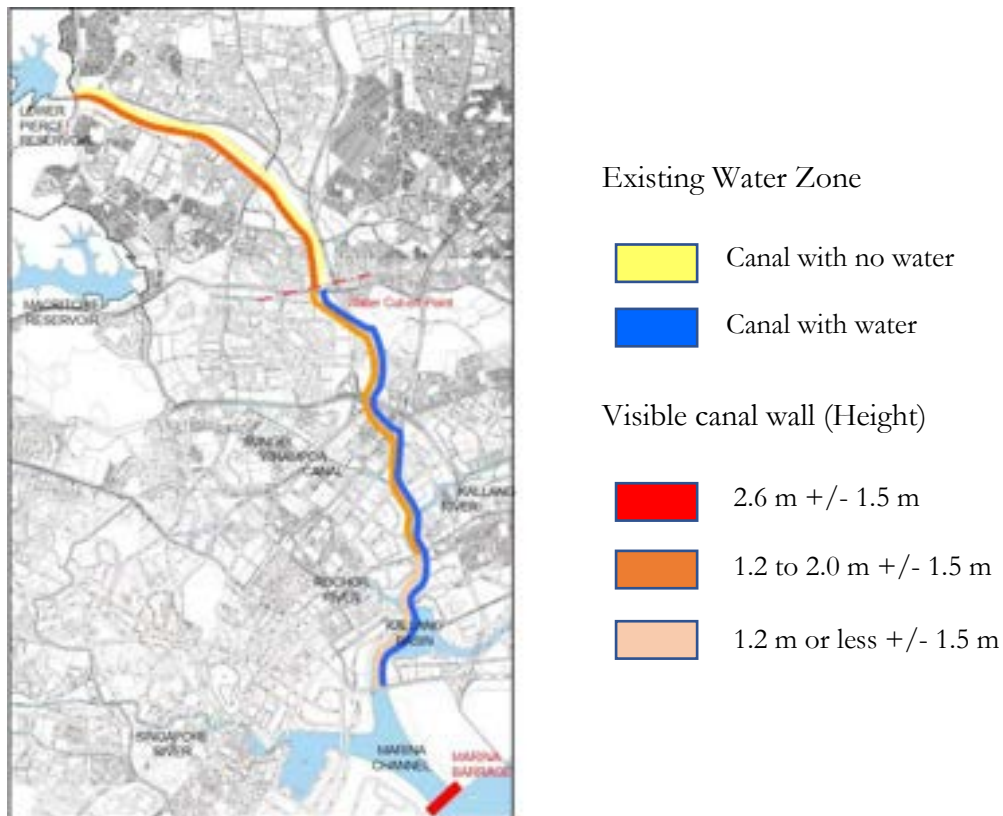 LOWER
PIERCE
RESERVOIR
MACRITCHIE
RESERVOIR
Water Cut-off Point
SUNGEI
WHAMPOA
CANAL
KALLANG
RIVER
ROCHOR
RIVER
KALLANG
BASIN
SINGAPORE
RIVER
MARINA
CHANNEL
MARINA
BARRAGE
Existing Water Zone
Canal with no water
Canal with water
Visible canal wall (Height)
2.6 m +/- 1.5 m
1.2 to 2.0 m +/- 1.5 m
1.2 m or less +/- 1.5 m